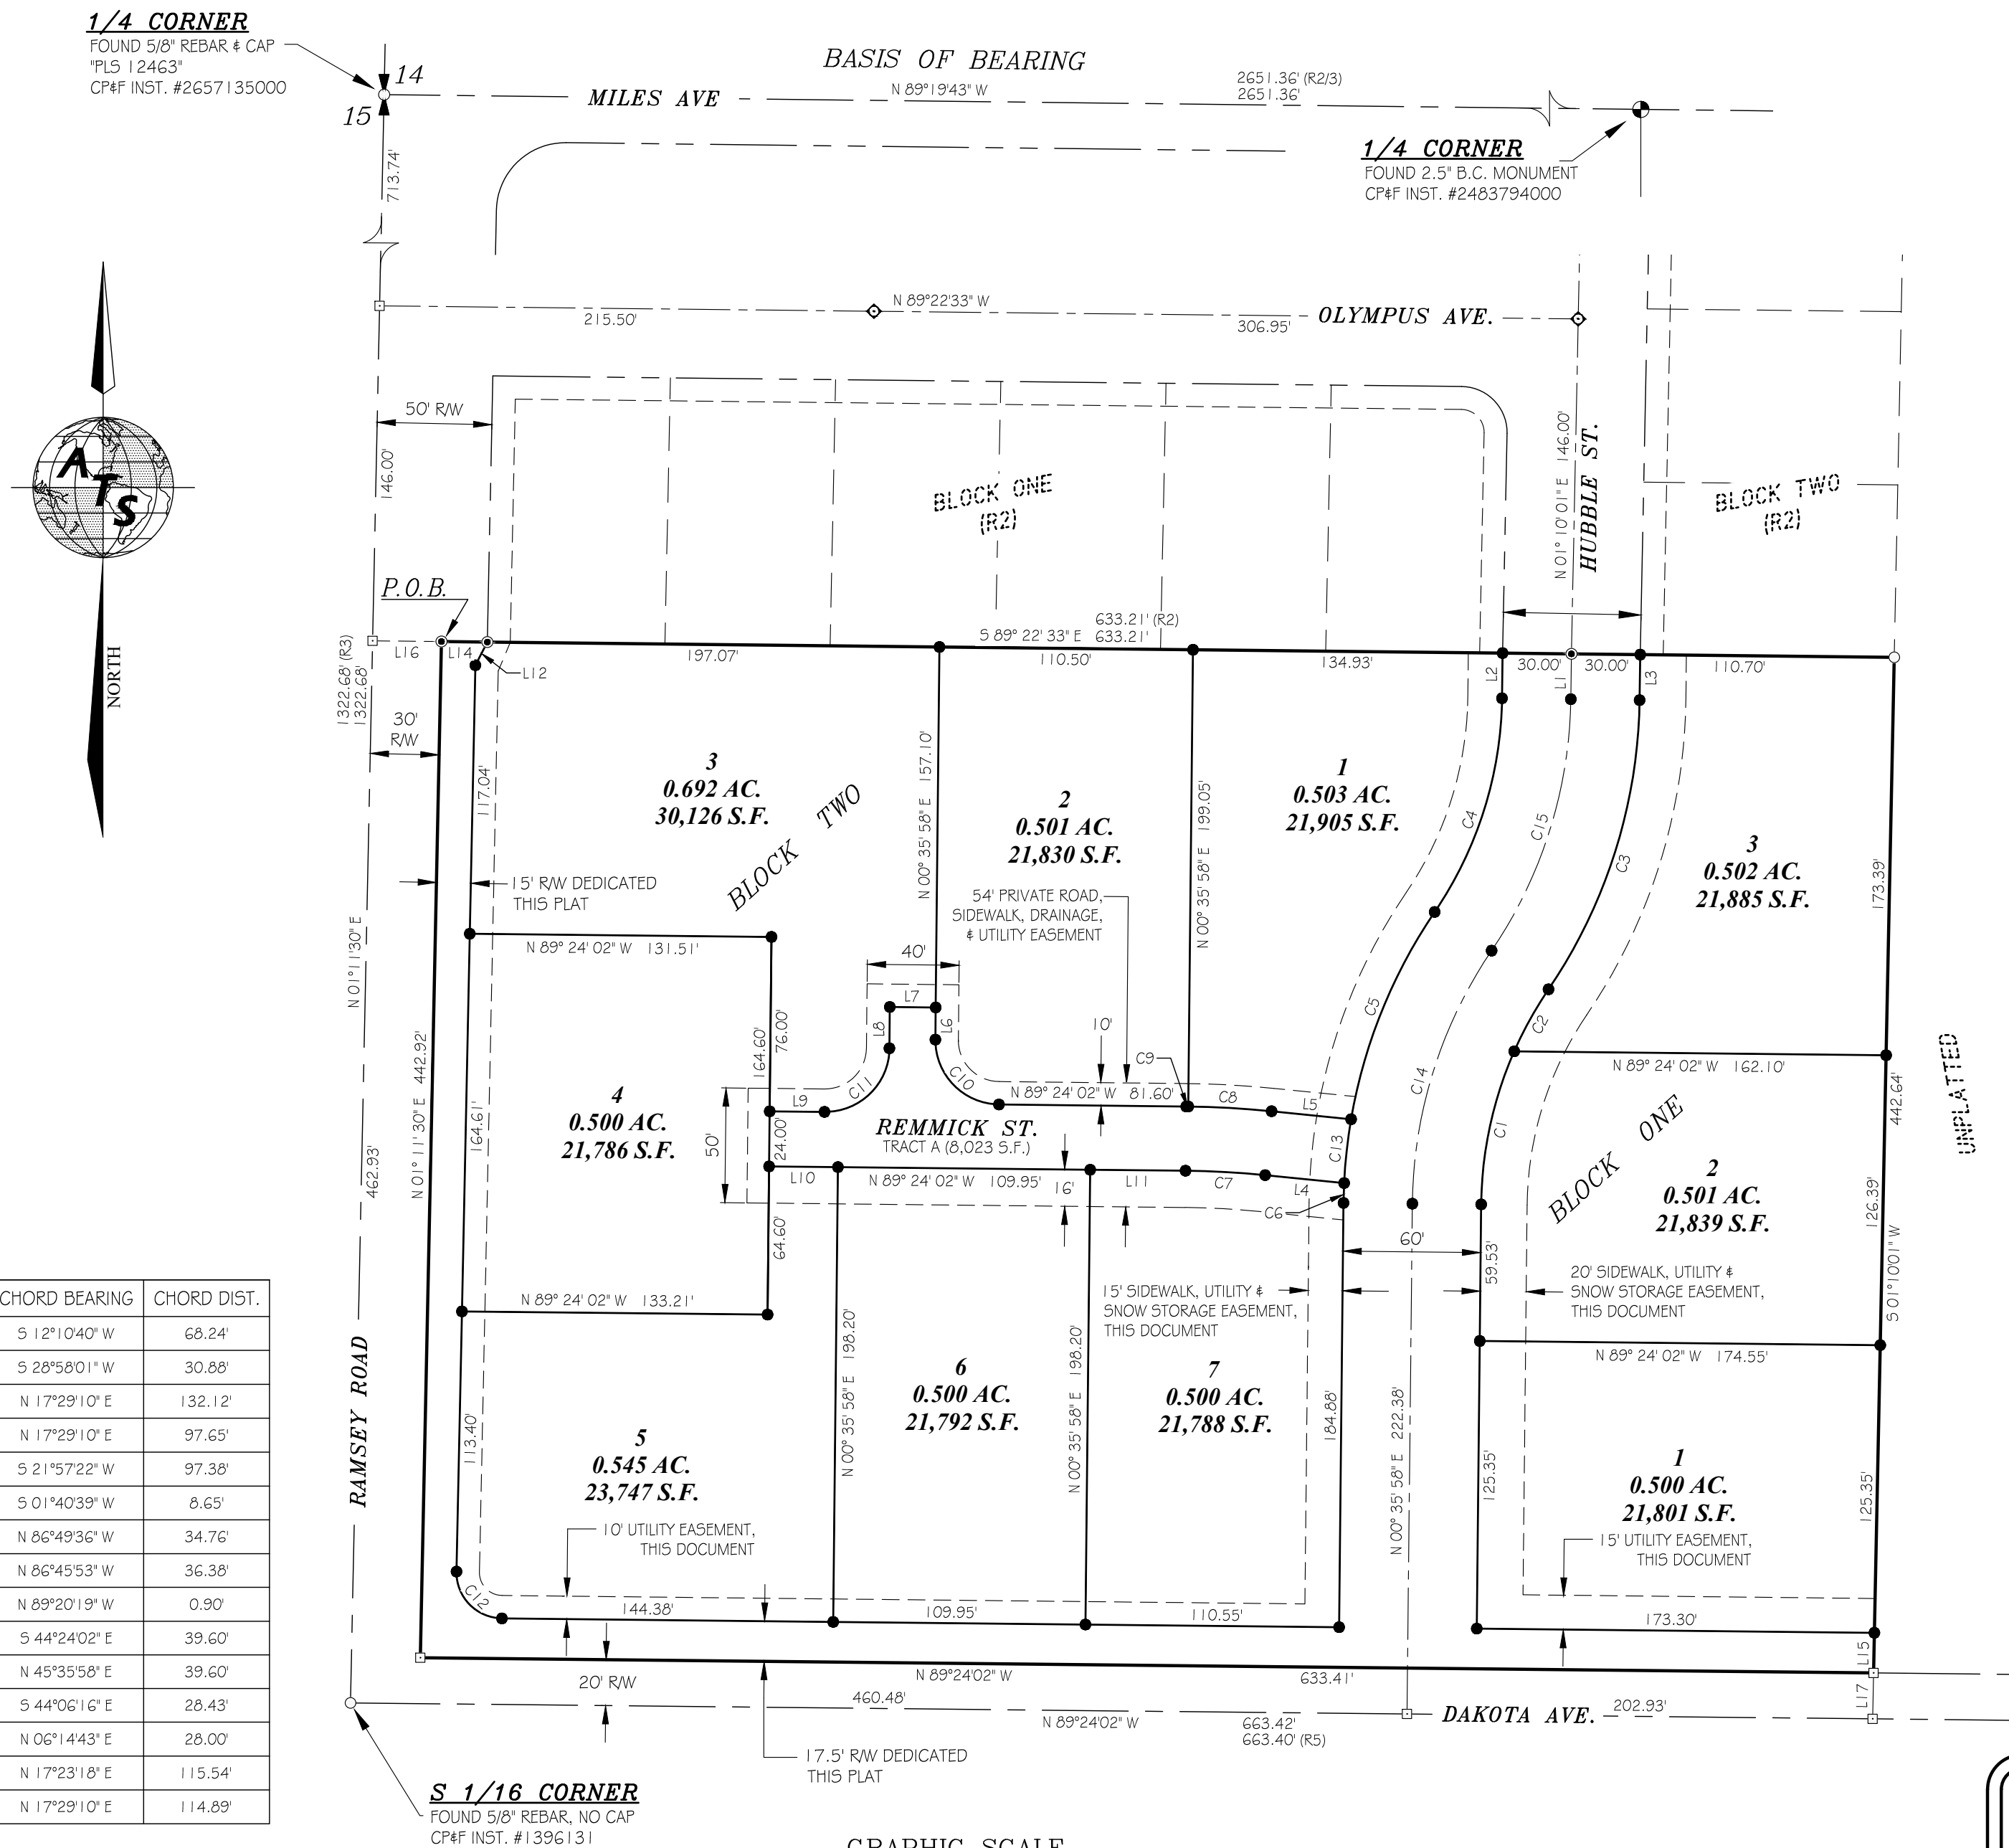 1/4 CORNER
FOUND 5/8" REBAR & CAP
"PLS 12463"
CP&F INST. #2657135000
14
15
BASIS OF BEARING
MILES AVE
N 89°19'43" W
2651.36' (R2/3)
2651.36'
1/4 CORNER
FOUND 2.5" B.C. MONUMENT
CP&F INST. #2483794000
713.74'
N 89°22'33" W
215.50'
306.95'
OLYMPUS AVE.
50' R/W
146.00'
BLOCK ONE
(R2)
N 01° 10' 01" E 146.00'
HUBBLE ST.
BLOCK TWO
(R2)
A
T
S
NORTH
P.O.B.
L16
L14
L12
1322.68' (R3)
1322.68'
30'
R/W
633.21' (R2)
S 89° 22' 33" E 633.21'
197.07'
110.50'
134.93'
L2
30.00'
L1
30.00'
L3
110.70'
117.04'
3
0.692 AC.
30,126 S.F.
BLOCK TWO
N 00° 35' 58" E 157.10'
2
0.501 AC.
21,830 S.F.
N 00° 35' 58" E 199.05'
1
0.503 AC.
21,905 S.F.
C4
C15
C3
3
0.502 AC.
21,885 S.F.
173.39'
15' R/W DEDICATED
THIS PLAT
54' PRIVATE ROAD,
SIDEWALK, DRAINAGE,
& UTILITY EASEMENT
N 01°11'30" E
462.93'
N 01° 11' 30" E 442.92'
N 89° 24' 02" W 131.51'
40'
L7
L8
L6
C5
C2
C14
10'
C9
N 89° 24' 02" W 162.10'
164.61'
164.60'
76.00'
4
0.500 AC.
21,786 S.F.
L9
C11
C10
N 89° 24' 02" W 81.60'
C8
L5
C13
C1
BLOCK ONE
442.64'
UNPLATTED
50'
24.00'
REMMICK ST.
TRACT A (8,023 S.F.)
L10
N 89° 24' 02" W 109.95'
16'
L11
C7
L4
C6
2
0.501 AC.
21,839 S.F.
126.39'
64.60'
60'
59.53'
S 01°10'01" W
15' SIDEWALK, UTILITY &
SNOW STORAGE EASEMENT,
THIS DOCUMENT
20' SIDEWALK, UTILITY &
SNOW STORAGE EASEMENT,
THIS DOCUMENT
N 89° 24' 02" W 133.21'
N 89° 24' 02" W 174.55'
CHORD BEARING CHORD DIST.
S 12°10'40" W 68.24'
S 28°58'01" W 30.88'
N 17°29'10" E 132.12'
N 17°29'10" E 97.65'
S 21°57'22" W 97.38'
S 01°40'39" W 8.65'
N 86°49'36" W 34.76'
N 86°45'53" W 36.38'
N 89°20'19" W 0.90'
S 44°24'02" E 39.60'
N 45°35'58" E 39.60'
S 44°06'16" E 28.43'
N 06°14'43" E 28.00'
N 17°23'18" E 115.54'
N 17°29'10" E 114.89'
RAMSEY ROAD
113.40'
5
0.545 AC.
23,747 S.F.
N 00° 35' 58" E 198.20'
6
0.500 AC.
21,792 S.F.
N 00° 35' 58" E 198.20'
7
0.500 AC.
21,788 S.F.
184.88'
N 00° 35' 58" E 222.38'
125.35'
1
0.500 AC.
21,801 S.F.
125.35'
10' UTILITY EASEMENT,
THIS DOCUMENT
15' UTILITY EASEMENT,
THIS DOCUMENT
C12
144.38'
109.95'
110.55'
173.30'
L15
20' R/W
N 89°24'02" W
633.41'
L17
460.48'
N 89°24'02" W
663.42'
663.40' (R5)
DAKOTA AVE.
202.93'
17.5' R/W DEDICATED
THIS PLAT
S 1/16 CORNER
FOUND 5/8" REBAR, NO CAP
CP&F INST. #1396131
GRAPHIC SCALE